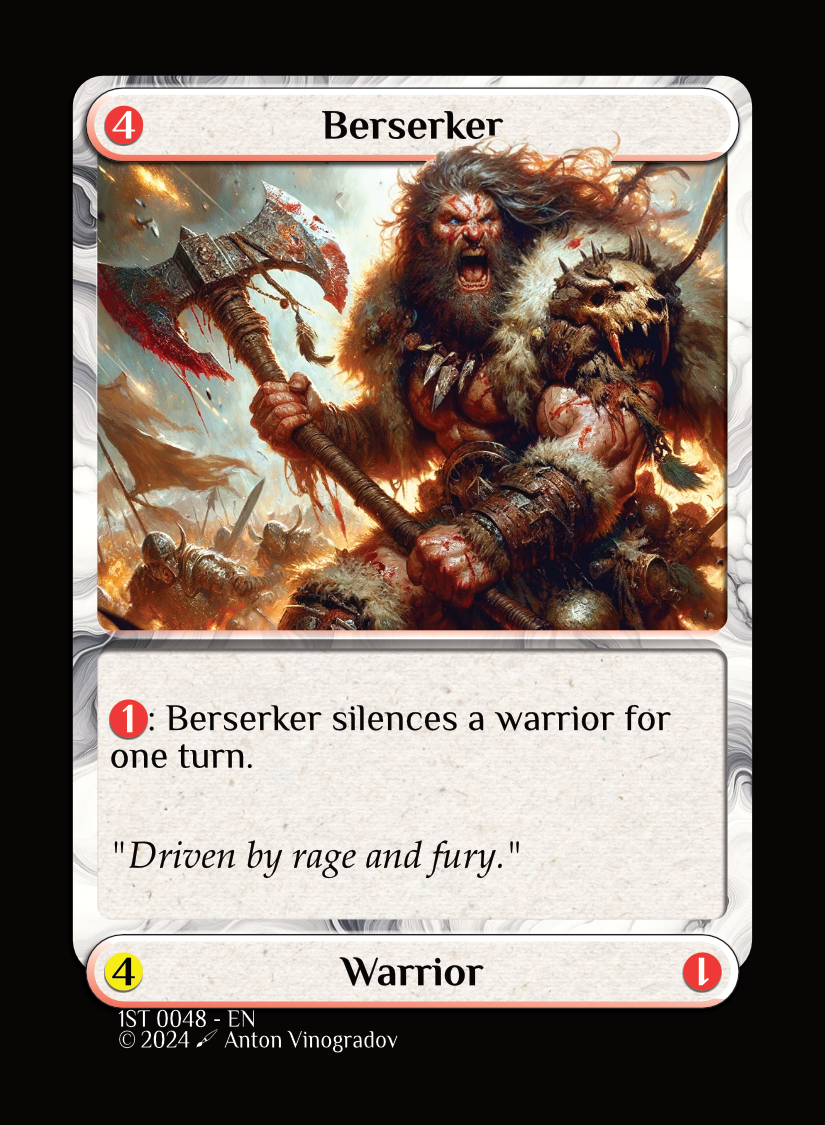 4 Berserker
1: Berserker silences a warrior for
one turn.
"Driven by rage and fury."
4 Warrior 1
1ST 0048 - EN
© 2024 Anton Vinogradov